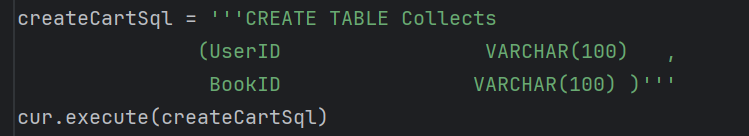 createCartSql = '''CREATE TABLE Collects
(UserID VARCHAR(100) ,
BookID VARCHAR(100) )'''
cur.execute(createCartSql)